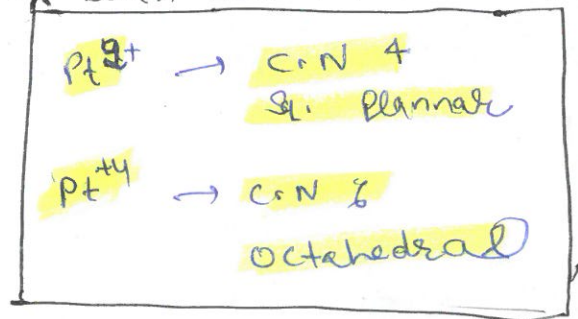 Pt2+ → C.N 4
Sq. Plannar
Pt+4 → C.N 6
Octahedral